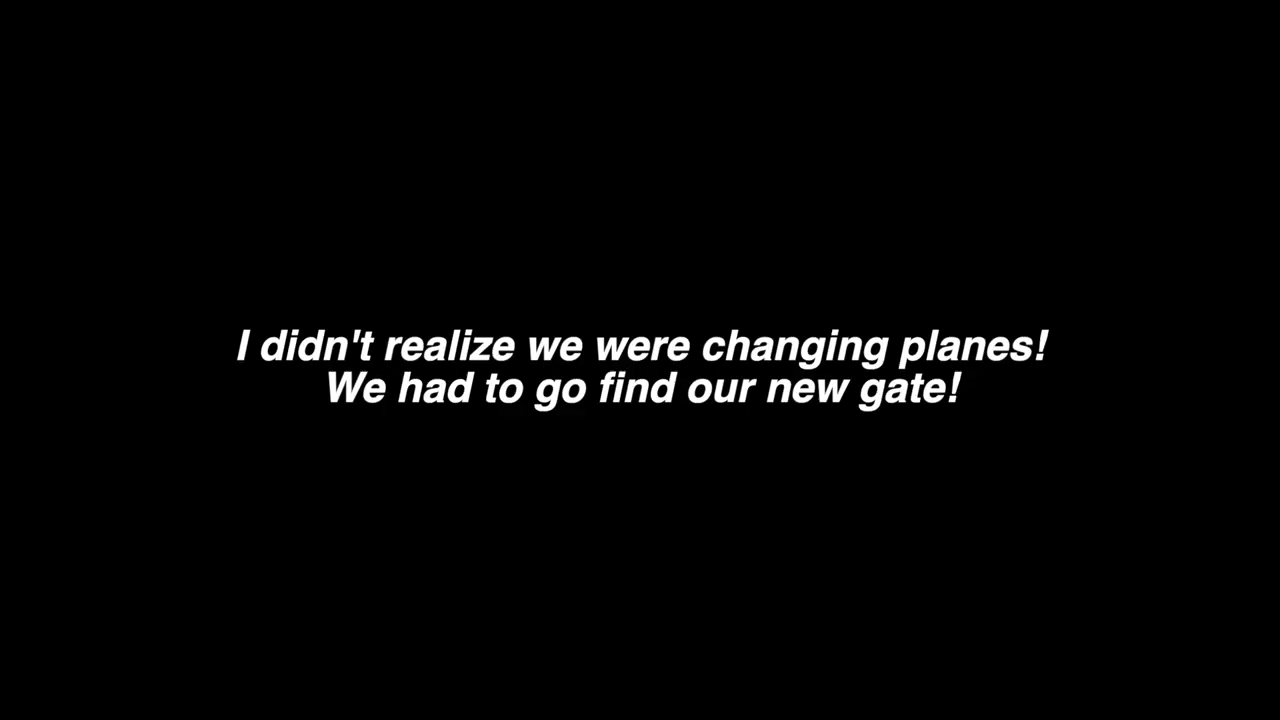 I didn't realize we were changing planes!
We had to go find our new gate!